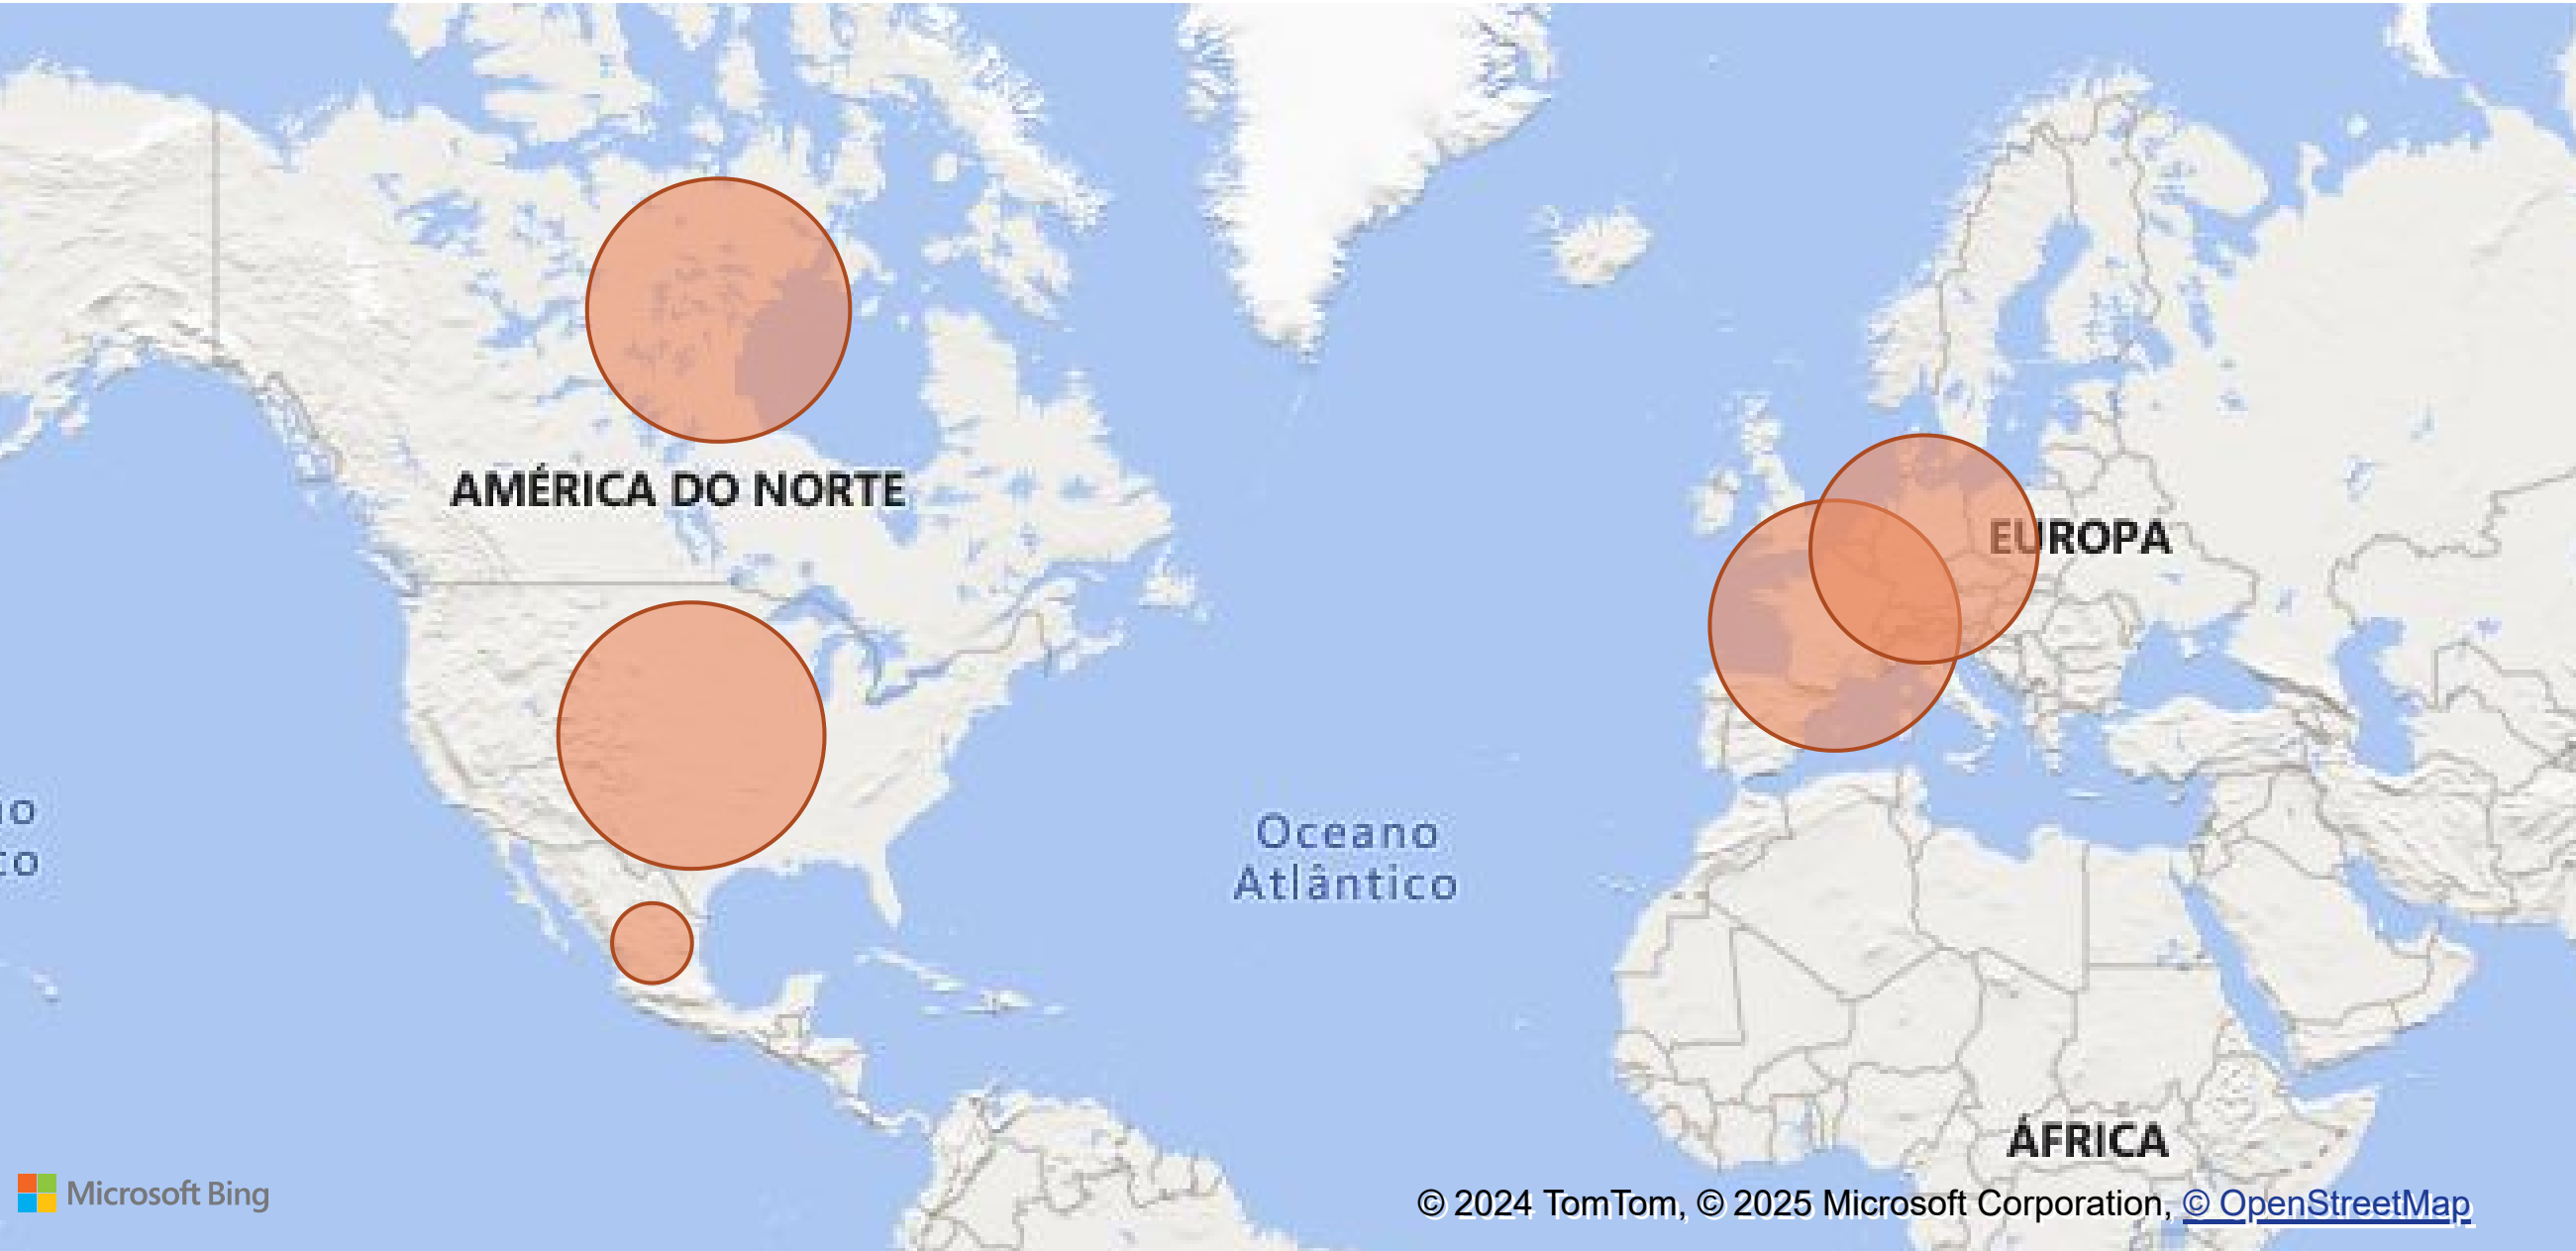 AMÉRICA DO NORTE
EUROPA
Oceano
Atlântico
ÁFRICA
Microsoft Bing
© 2024 TomTom, © 2025 Microsoft Corporation, © OpenStreetMap